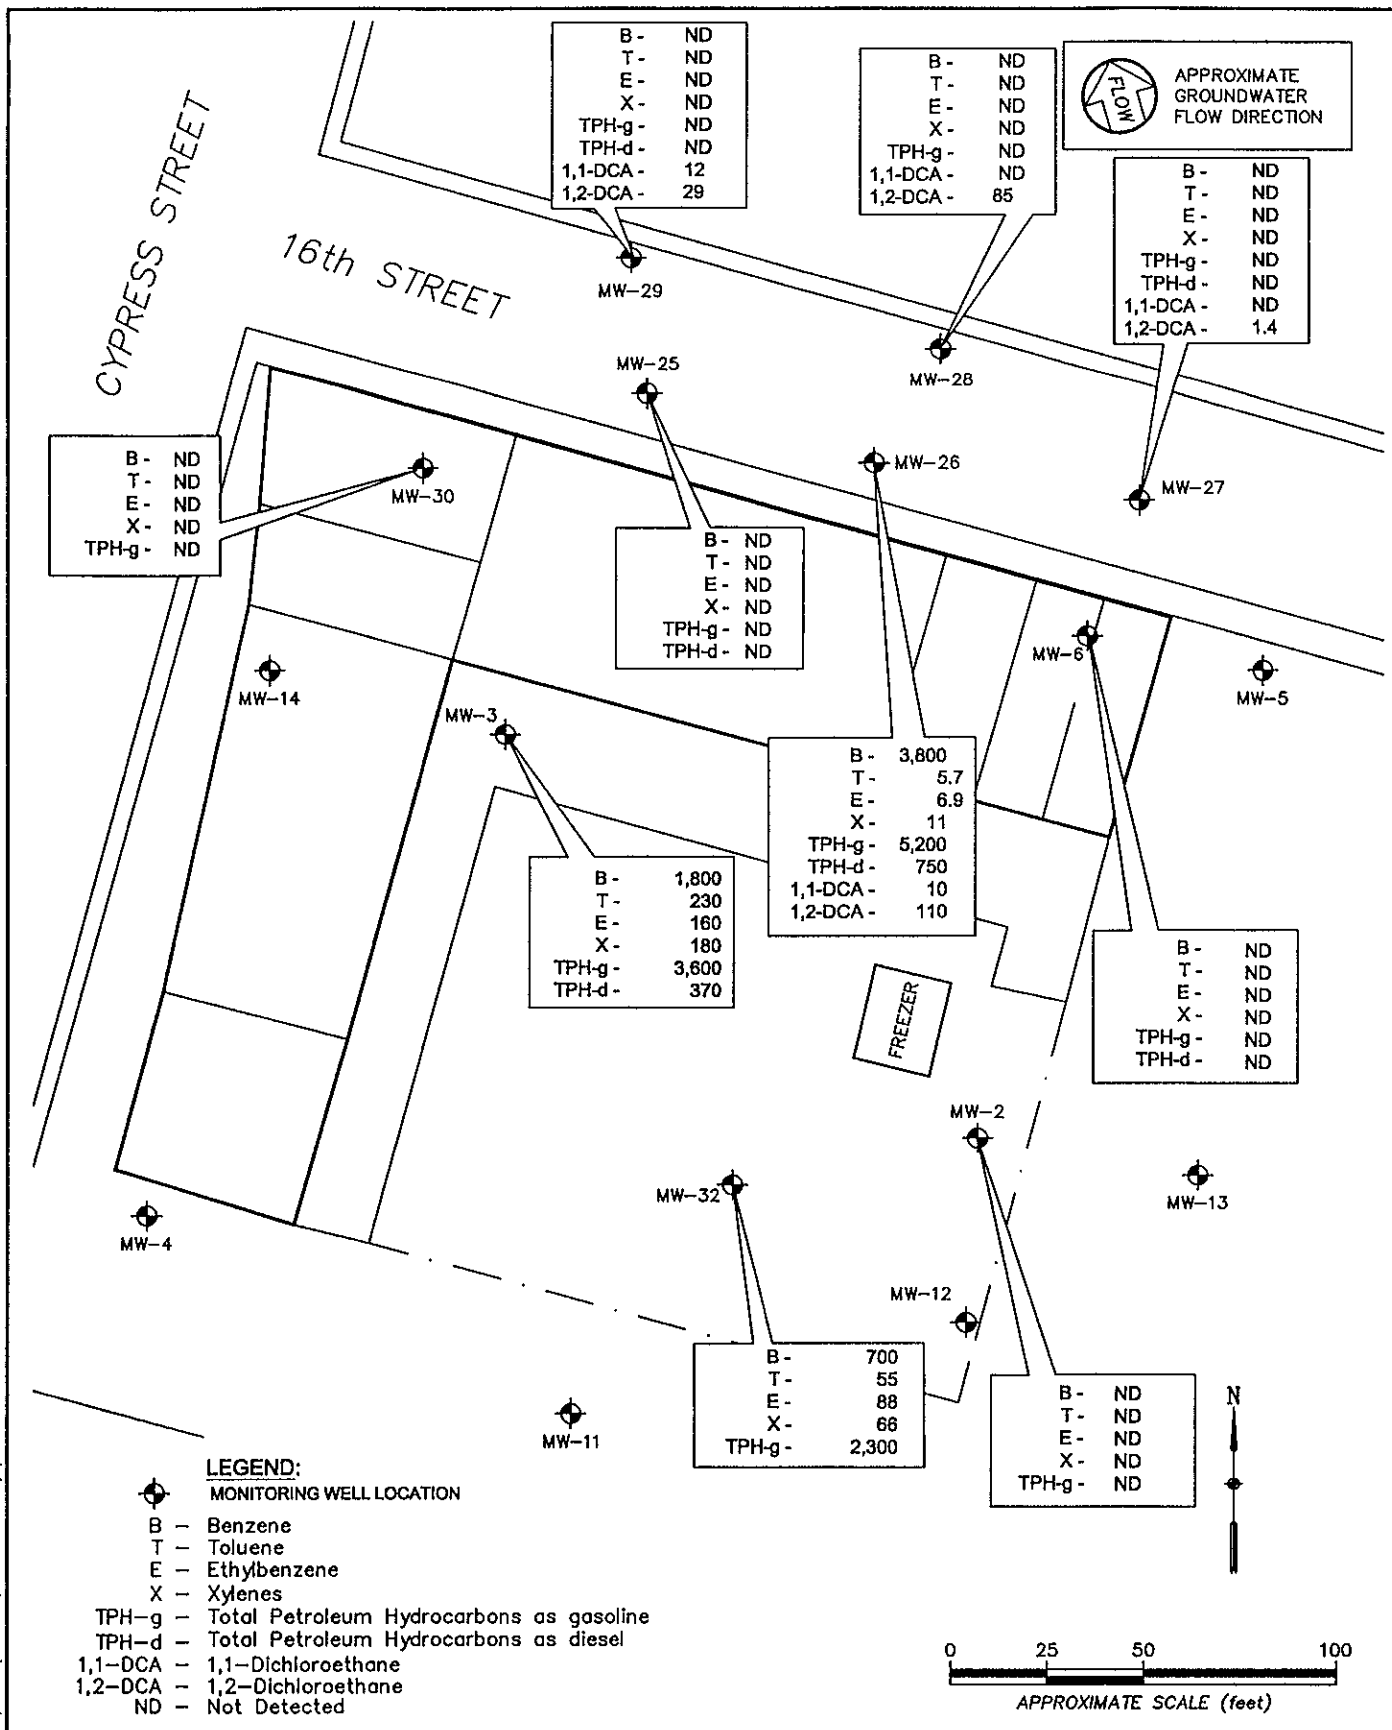 B - ND
T - ND
E - ND
X - ND
TPH-g - ND
TPH-d - ND
1,1-DCA - 12
1,2-DCA - 29
B - ND
T - ND
E - ND
X - ND
TPH-g - ND
1,1-DCA - ND
1,2-DCA - 85
FLOW
APPROXIMATE
GROUNDWATER
FLOW DIRECTION
B - ND
T - ND
E - ND
X - ND
TPH-g - ND
TPH-d - ND
1,1-DCA - ND
1,2-DCA - 1.4
CYPRESS STREET
16th STREET
MW-29
MW-28
MW-25
MW-26
MW-27
MW-30
B - ND
T - ND
E - ND
X - ND
TPH-g - ND
B - ND
T - ND
E - ND
X - ND
TPH-g - ND
TPH-d - ND
MW-6
MW-5
MW-14
MW-3
B - 3,800
T - 5.7
E - 6.9
X - 11
TPH-g - 5,200
TPH-d - 750
1,1-DCA - 10
1,2-DCA - 110
B - 1,800
T - 230
E - 160
X - 180
TPH-g - 3,600
TPH-d - 370
FREEZER
B - ND
T - ND
E - ND
X - ND
TPH-g - ND
TPH-d - ND
MW-2
MW-32
MW-13
MW-4
MW-12
MW-11
B - 700
T - 55
E - 88
X - 66
TPH-g - 2,300
B - ND
T - ND
E - ND
X - ND
TPH-g - ND
N
LEGEND:
MONITORING WELL LOCATION
B - Benzene
T - Toluene
E - Ethylbenzene
X - Xylenes
TPH-g - Total Petroleum Hydrocarbons as gasoline
TPH-d - Total Petroleum Hydrocarbons as diesel
1,1-DCA - 1,1-Dichloroethane
1,2-DCA - 1,2-Dichloroethane
ND - Not Detected
0 25 50 100
APPROXIMATE SCALE (feet)